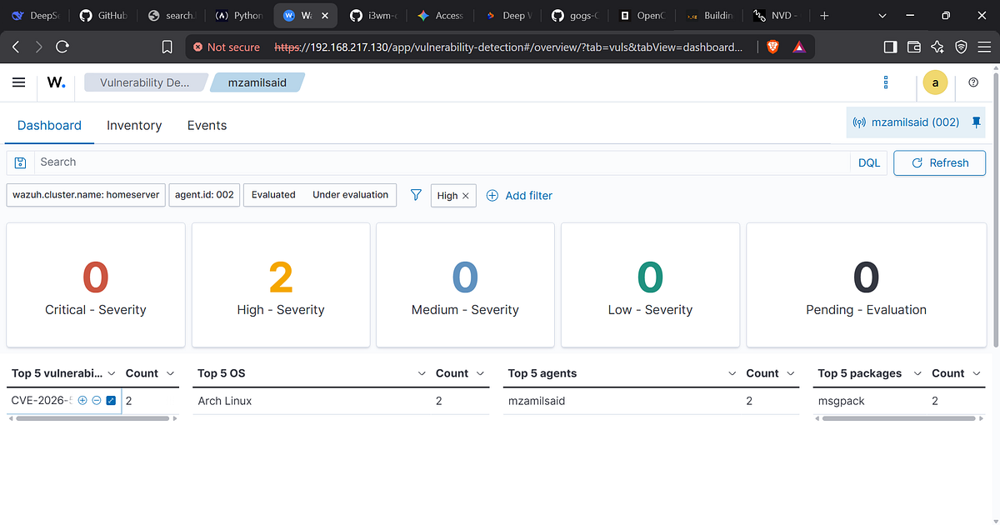 DeepSe
GitHub
search.
Python
Wa
i3wm-
Access
Deep W
gogs-
OpenC
Buildin
NVD -
Not secure
https://192.168.217.130/app/vulnerability-detection#/overview/?tab=vuls&tabView=dashboard...
W.
Vulnerability De...
mzamilsaid
a
Dashboard
Inventory
Events
mzamilsaid (002)
Search
DQL
Refresh
wazuh.cluster.name: homeserver
agent.id: 002
Evaluated
Under evaluation
High
Add filter
0
Critical - Severity
2
High - Severity
0
Medium - Severity
0
Low - Severity
0
Pending - Evaluation
Top 5 vulnerabi... Count
CVE-2026- 2
Top 5 OS Count
Arch Linux 2
Top 5 agents Count
mzamilsaid 2
Top 5 packages Count
msgpack 2